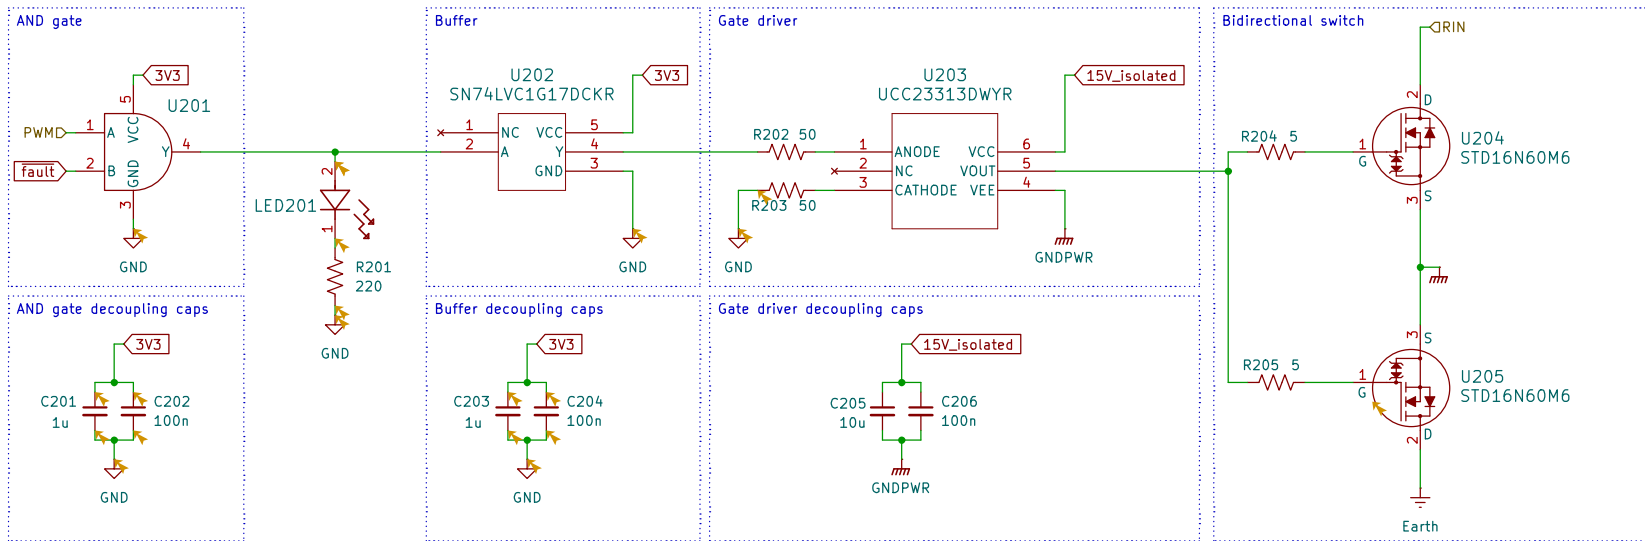 AND gate
3V3
U201
5
VCC
PWM
1
A
Y
4
fault
2
B
GND
3
GND
2
LED201
1
R201
220
GND
Buffer
U202
SN74LVC1G17DCKR
3V3
1
NC
VCC
5
2
A
Y
4
GND
3
GND
Gate driver
U203
UCC23313DWYR
15V_isolated
R202 50
1
ANODE
VCC
6
2
NC
VOUT
5
3
CATHODE
VEE
4
R203 50
GND
GNDPWR
Bidirectional switch
RIN
2
D
R204 5
1
G
U204
STD16N60M6
S
3
3
S
R205 5
1
G
U205
STD16N60M6
D
2
Earth
AND gate decoupling caps
3V3
C201
1u
C202
100n
GND
Buffer decoupling caps
3V3
C203
1u
C204
100n
GND
Gate driver decoupling caps
15V_isolated
C205
10u
C206
100n
GNDPWR